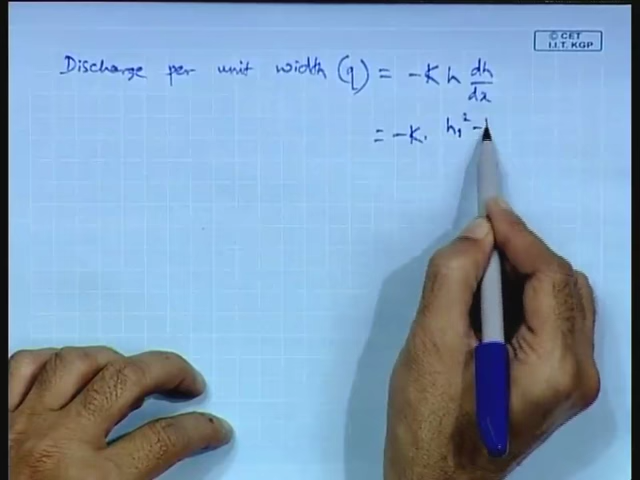 © CET
I.I.T. KGP
Discharge per unit width (q) = -K h dh/dx
= -K. h₁² -